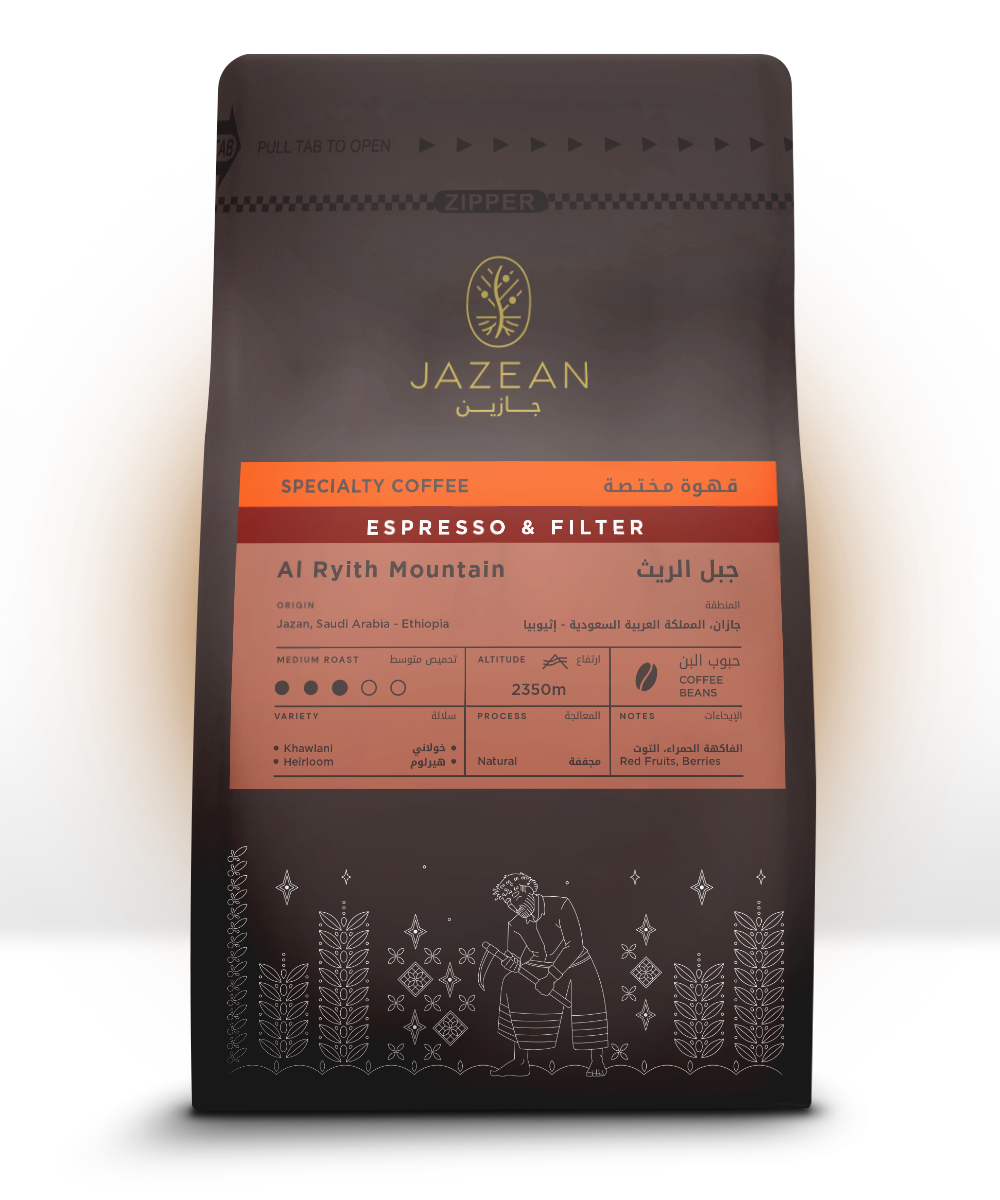 AB
PULL TAB TO OPEN
ZIPPER
JAZEAN
جـازيـن
SPECIALTY COFFEE قهوة مختصة
ESPRESSO & FILTER
Al Ryith Mountain جبل الريث
ORIGIN المنطقة
Jazan, Saudi Arabia - Ethiopia جازان، المملكة العربية السعودية - إثيوبيا
MEDIUM ROAST تحميص متوسط
ALTITUDE ارتفاع
2350m
حبوب البن
COFFEE
BEANS
VARIETY سلالة
• Khawlani خولاني •
• Heirloom هيرلوم •
PROCESS المعالجة
Natural مجففة
NOTES الإيحاءات
الفاكهة الحمراء، التوت
Red Fruits, Berries